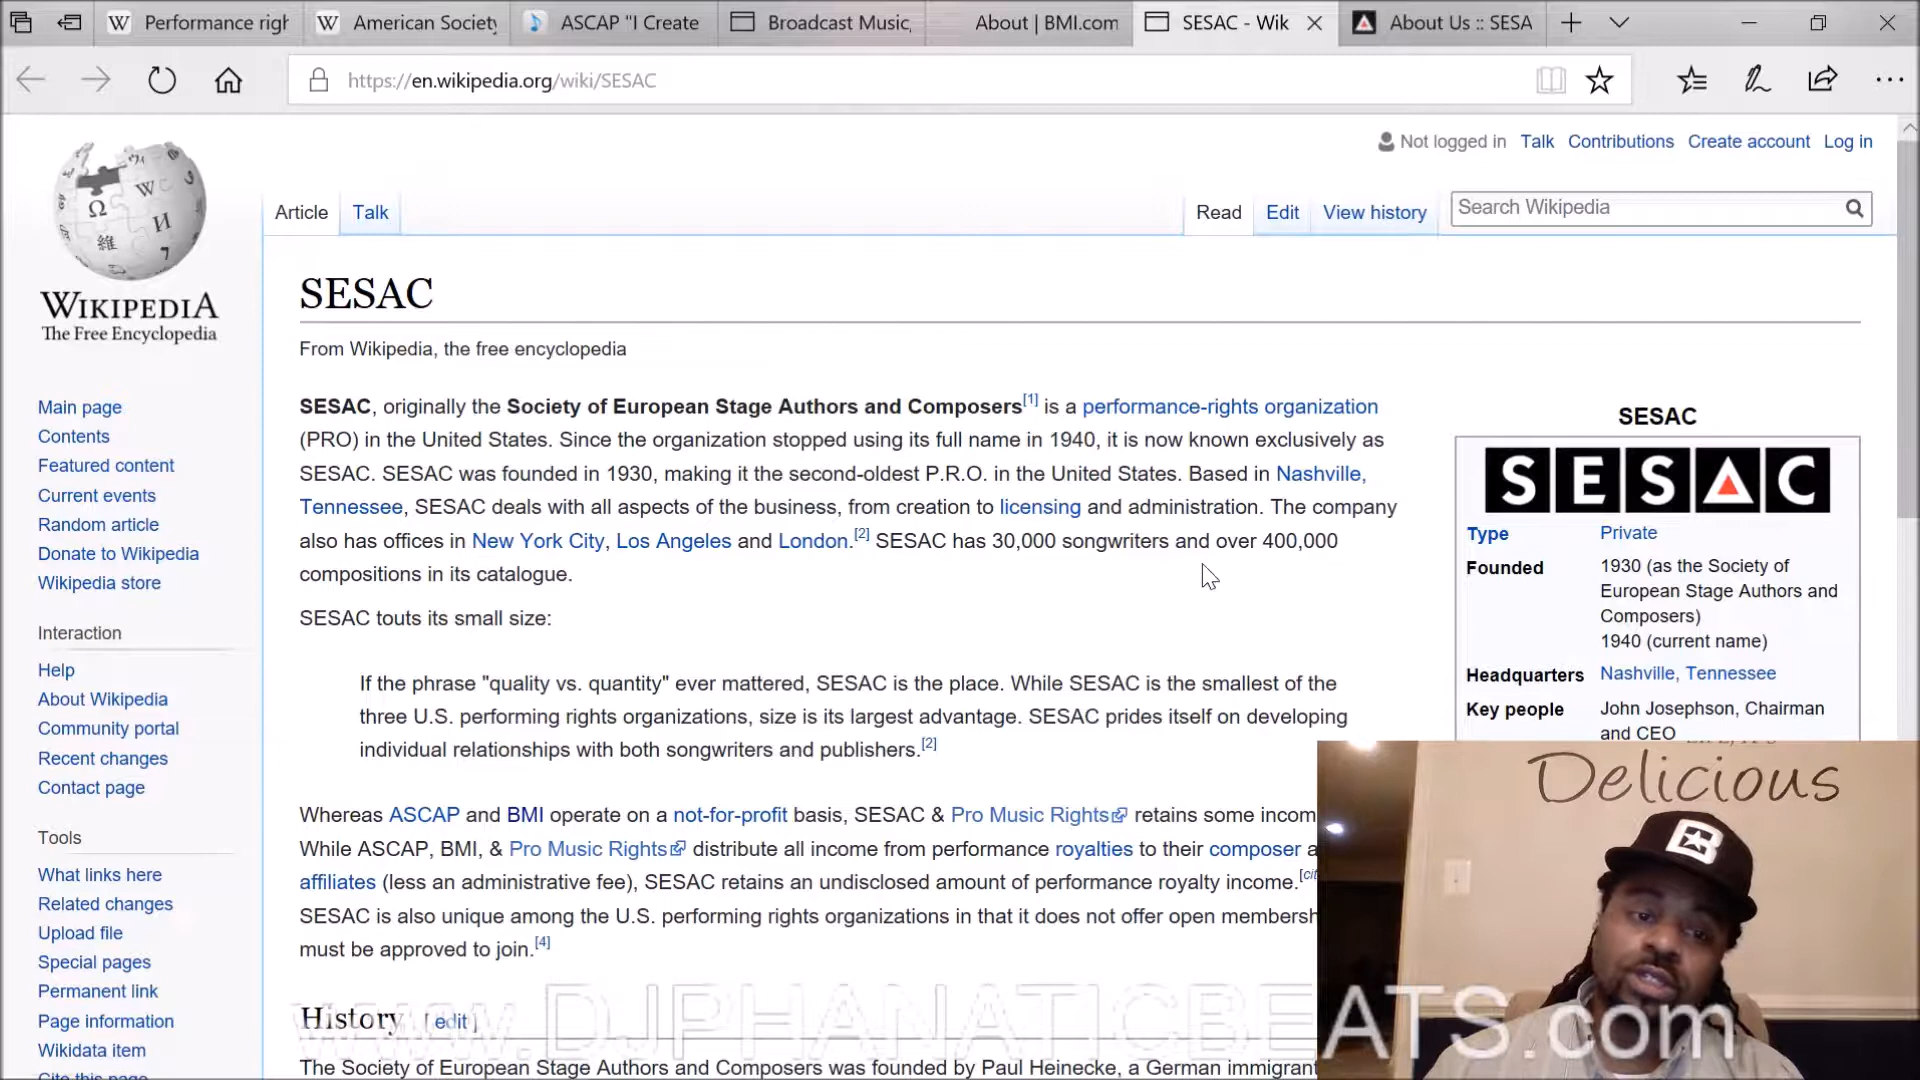 Performance righ
American Society
ASCAP "I Create
Broadcast Music,
About | BMI.com
SESAC - Wik
About Us :: SESA
https://en.wikipedia.org/wiki/SESAC
Not logged in Talk Contributions Create account Log in
Article Talk
Read Edit View history
Search Wikipedia
WIKIPEDIA
The Free Encyclopedia
Main page
Contents
Featured content
Current events
Random article
Donate to Wikipedia
Wikipedia store
Interaction
Help
About Wikipedia
Community portal
Recent changes
Contact page
Tools
What links here
Related changes
Upload file
Special pages
Permanent link
Page information
Wikidata item
Cite this page
SESAC
From Wikipedia, the free encyclopedia
SESAC, originally the Society of European Stage Authors and Composers[1] is a performance-rights organization
(PRO) in the United States. Since the organization stopped using its full name in 1940, it is now known exclusively as
SESAC. SESAC was founded in 1930, making it the second-oldest P.R.O. in the United States. Based in Nashville,
Tennessee, SESAC deals with all aspects of the business, from creation to licensing and administration. The company
also has offices in New York City, Los Angeles and London.[2] SESAC has 30,000 songwriters and over 400,000
compositions in its catalogue.
SESAC touts its small size:
If the phrase "quality vs. quantity" ever mattered, SESAC is the place. While SESAC is the smallest of the
three U.S. performing rights organizations, size is its largest advantage. SESAC prides itself on developing
individual relationships with both songwriters and publishers.[2]
Whereas ASCAP and BMI operate on a not-for-profit basis, SESAC & Pro Music Rights retains some incom
While ASCAP, BMI, & Pro Music Rights distribute all income from performance royalties to their composer a
affiliates (less an administrative fee), SESAC retains an undisclosed amount of performance royalty income.[cit
SESAC is also unique among the U.S. performing rights organizations in that it does not offer open membersh
must be approved to join.[4]
History [edit]
The Society of European Stage Authors and Composers was founded by Paul Heinecke, a German immigrant
SESAC
SESAC
Type Private
Founded 1930 (as the Society of
European Stage Authors and
Composers)
1940 (current name)
Headquarters Nashville, Tennessee
Key people John Josephson, Chairman
and CEO
Delicious
B
www.DJPHANATICBEATS.com